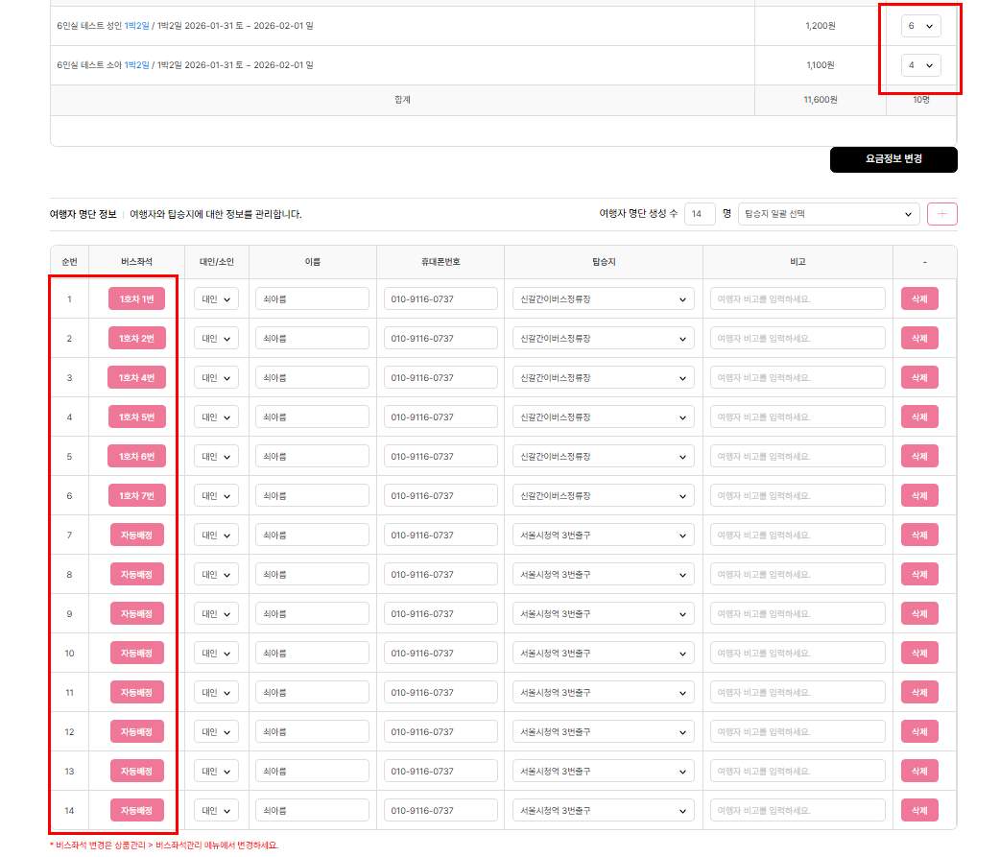 6인실 테스트 성인 1박2일 / 1박2일 2026-01-31 토 ~ 2026-02-01 일 1,200원 6
6인실 테스트 소아 1박2일 / 1박2일 2026-01-31 토 ~ 2026-02-01 일 1,100원 4
합계 11,600원 10명
요금정보 변경
여행자 명단 정보 | 여행자와 탑승지에 대한 정보를 관리합니다. 여행자 명단 생성 수 14 명 탑승지 일괄 선택 +
순번 버스좌석 대인/소인 이름 휴대폰번호 탑승지 비고 -
1 1호차 1번 대인 최아름 010-9116-0737 신갈간이버스정류장 여행자 비고를 입력하세요. 삭제
2 1호차 2번 대인 최아름 010-9116-0737 신갈간이버스정류장 여행자 비고를 입력하세요. 삭제
3 1호차 4번 대인 최아름 010-9116-0737 신갈간이버스정류장 여행자 비고를 입력하세요. 삭제
4 1호차 5번 대인 최아름 010-9116-0737 신갈간이버스정류장 여행자 비고를 입력하세요. 삭제
5 1호차 6번 대인 최아름 010-9116-0737 신갈간이버스정류장 여행자 비고를 입력하세요. 삭제
6 1호차 7번 대인 최아름 010-9116-0737 신갈간이버스정류장 여행자 비고를 입력하세요. 삭제
7 자동배정 대인 최아름 010-9116-0737 서울시청역 3번출구 여행자 비고를 입력하세요. 삭제
8 자동배정 대인 최아름 010-9116-0737 서울시청역 3번출구 여행자 비고를 입력하세요. 삭제
9 자동배정 대인 최아름 010-9116-0737 서울시청역 3번출구 여행자 비고를 입력하세요. 삭제
10 자동배정 대인 최아름 010-9116-0737 서울시청역 3번출구 여행자 비고를 입력하세요. 삭제
11 자동배정 대인 최아름 010-9116-0737 서울시청역 3번출구 여행자 비고를 입력하세요. 삭제
12 자동배정 대인 최아름 010-9116-0737 서울시청역 3번출구 여행자 비고를 입력하세요. 삭제
13 자동배정 대인 최아름 010-9116-0737 서울시청역 3번출구 여행자 비고를 입력하세요. 삭제
14 자동배정 대인 최아름 010-9116-0737 서울시청역 3번출구 여행자 비고를 입력하세요. 삭제
* 버스좌석 변경은 상품관리 > 버스좌석관리 메뉴에서 변경하세요.